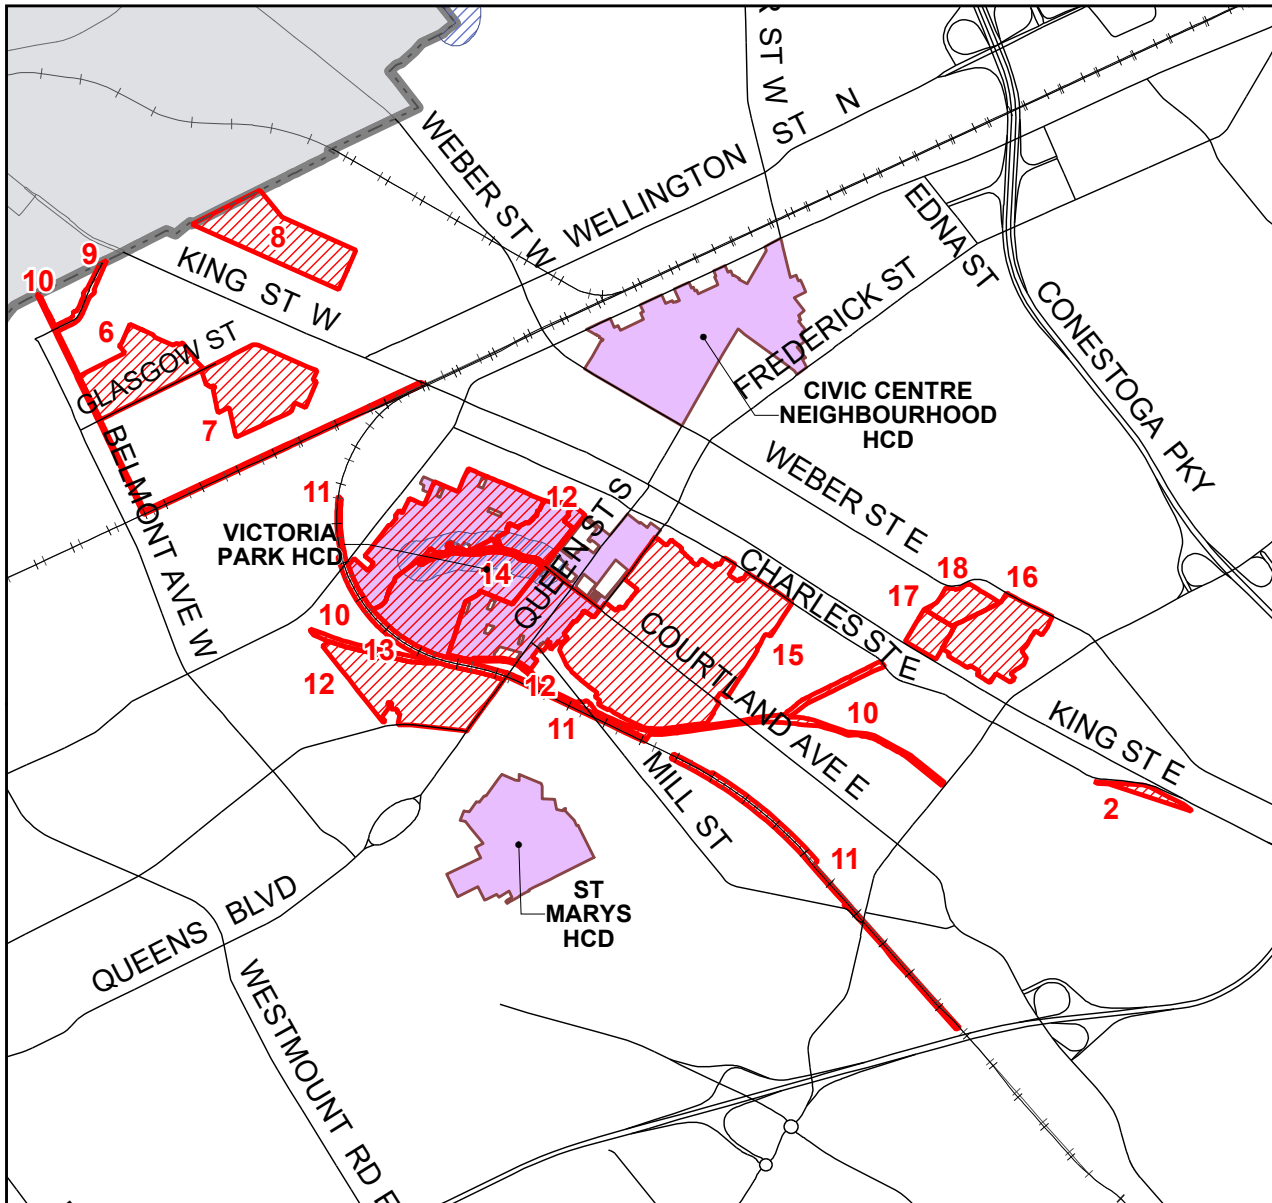 R ST W
WEBER ST W
WELLINGTON ST N
EDNA ST
9
8
10
KING ST W
6
GLASGOW ST
7
FREDERICK ST
CONESTOGA PKY
CIVIC CENTRE
NEIGHBOURHOOD
HCD
BELMONT AVE W
11
12
QUEEN ST S
WEBER ST E
VICTORIA
PARK HCD
14
CHARLES ST E
18
16
17
10
13
12
COURTLAND AVE E
15
12
11
10
KING ST E
2
MILL ST
11
ST
MARYS
HCD
QUEENS BLVD
WESTMOUNT RD E